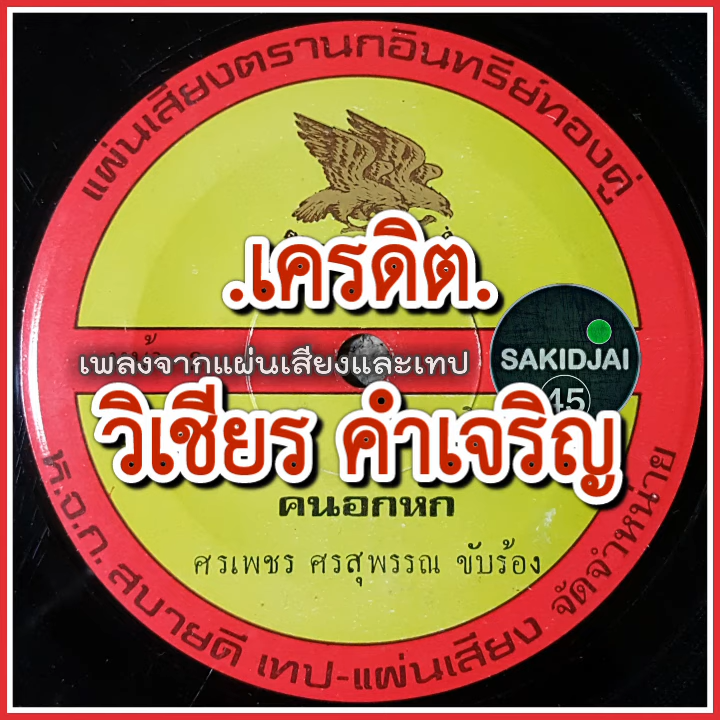 แผ่นเสียงตรานกอินทรีย์ทองคู่
.เครดิต.
เพลงจากแผ่นเสียงและเทป
SAKIDJAI
45
วิเชียร คำเจริญ
คนอกหก
ศรเพชร ศรสุพรรณ ขับร้อง
ห.จ.ก. สบายดี เทป-แผ่นเสียง จัดจำหน่าย